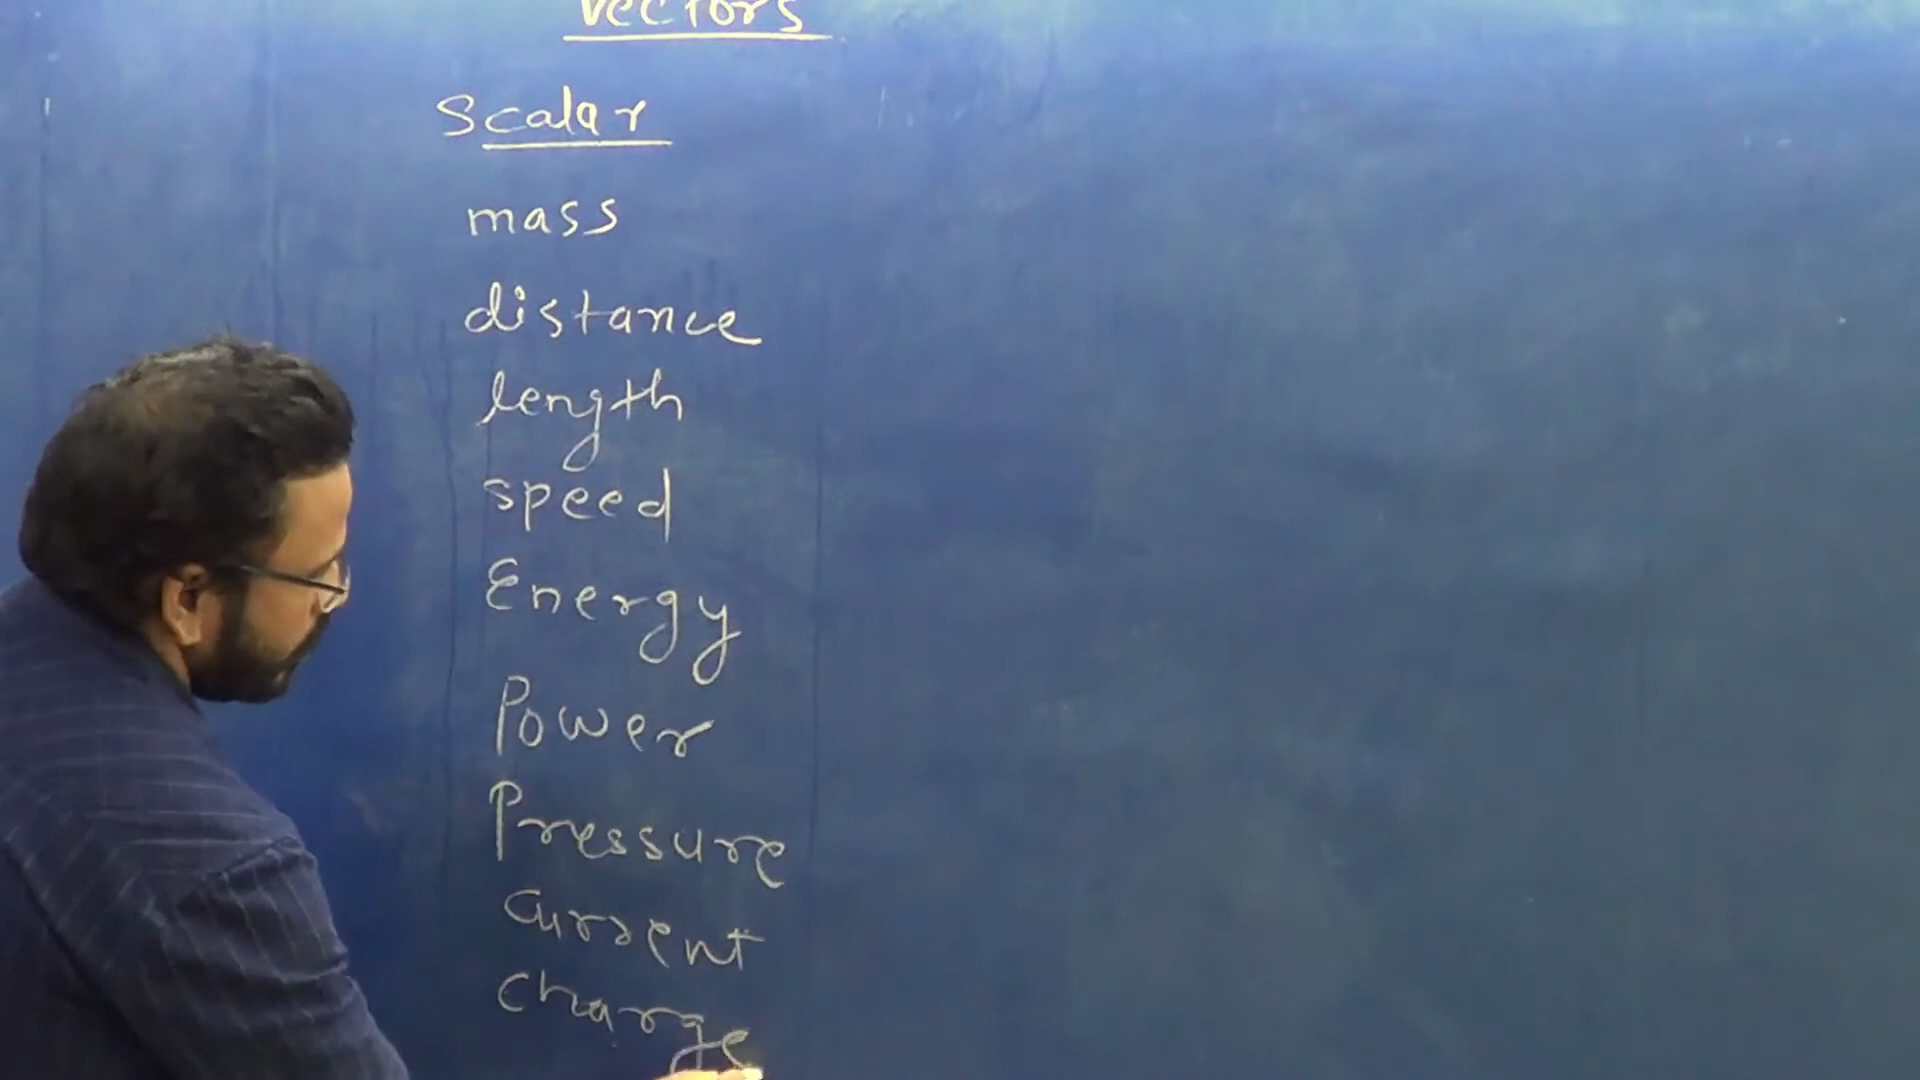 Vectors
Scalar
mass
distance
length
speed
Energy
Power
Pressure
Current
Charge